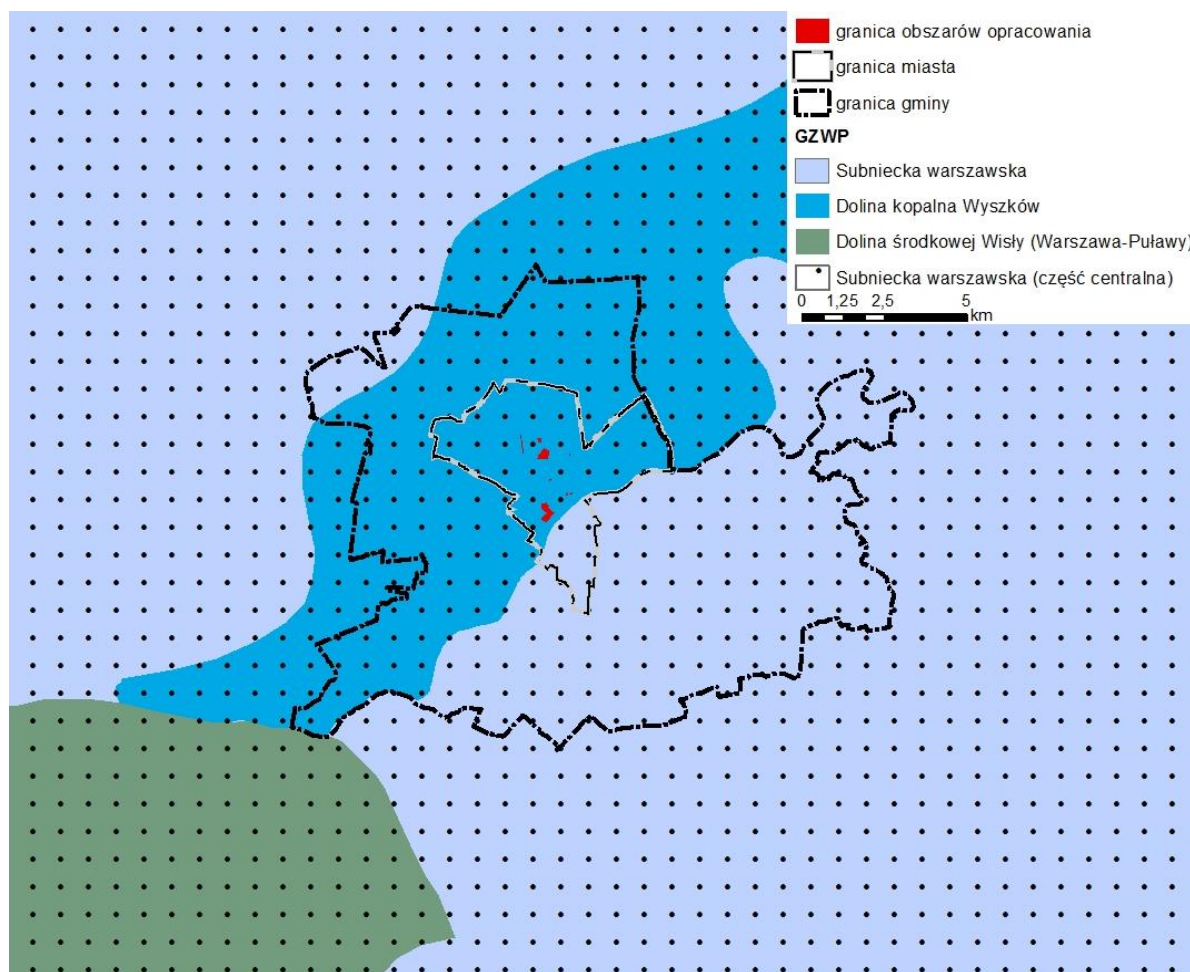 granica obszarów opracowania
granica miasta
granica gminy
GZWP
Subniecka warszawska
Dolina kopalna Wyszków
Dolina środkowej Wisły (Warszawa-Puławy)
Subniecka warszawska (część centralna)
0 1,25 2,5 5
km